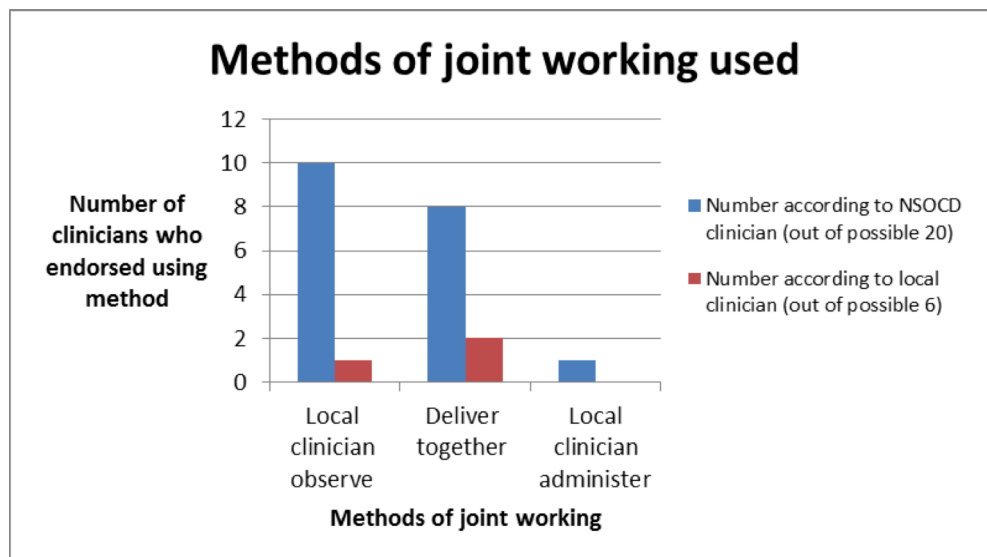 Methods of joint working used
Number of
clinicians who
endorsed using
method
12
10
8
6
4
2
0
Local
clinician
observe
Deliver
together
Local
clinician
administer
Methods of joint working
Number according to NSOCD
clinician (out of possible 20)
Number according to local
clinician (out of possible 6)